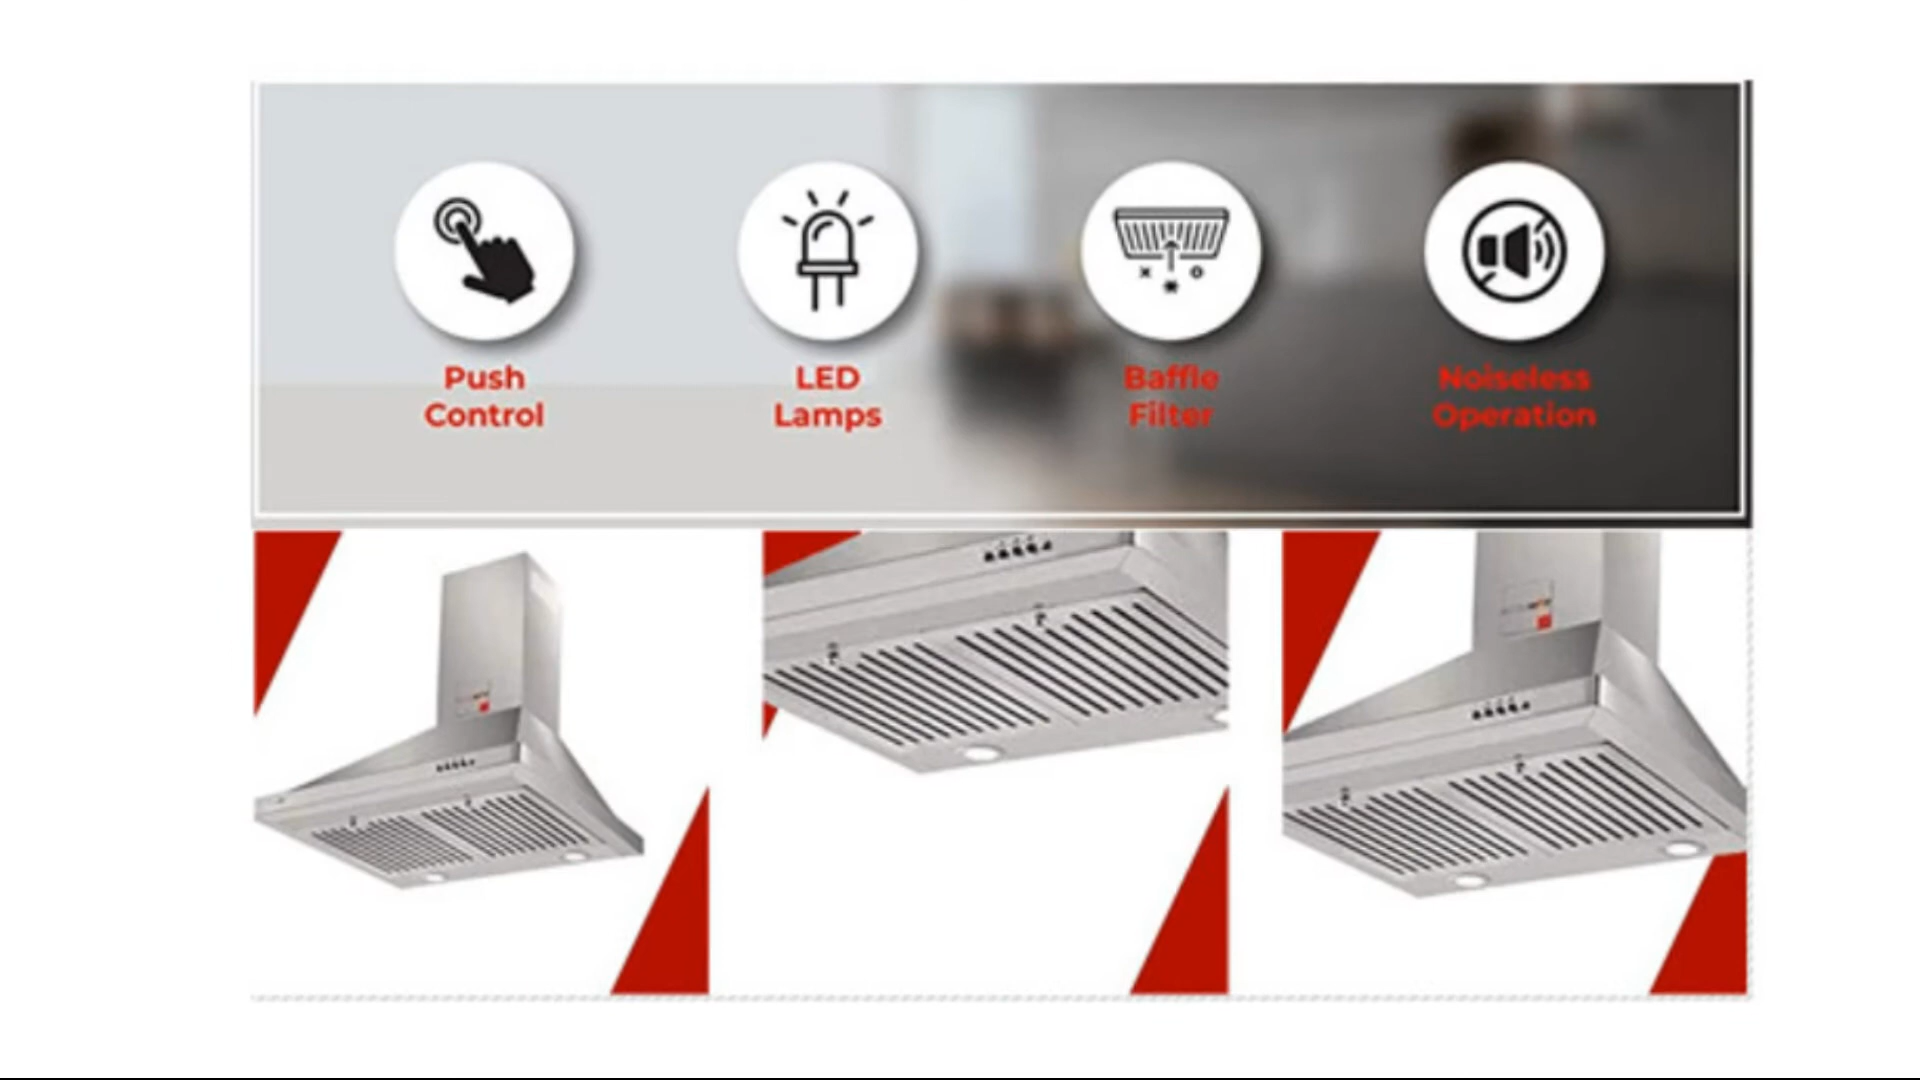 Push
Control
LED
Lamps
Baffle
Filter
Noiseless
Operation